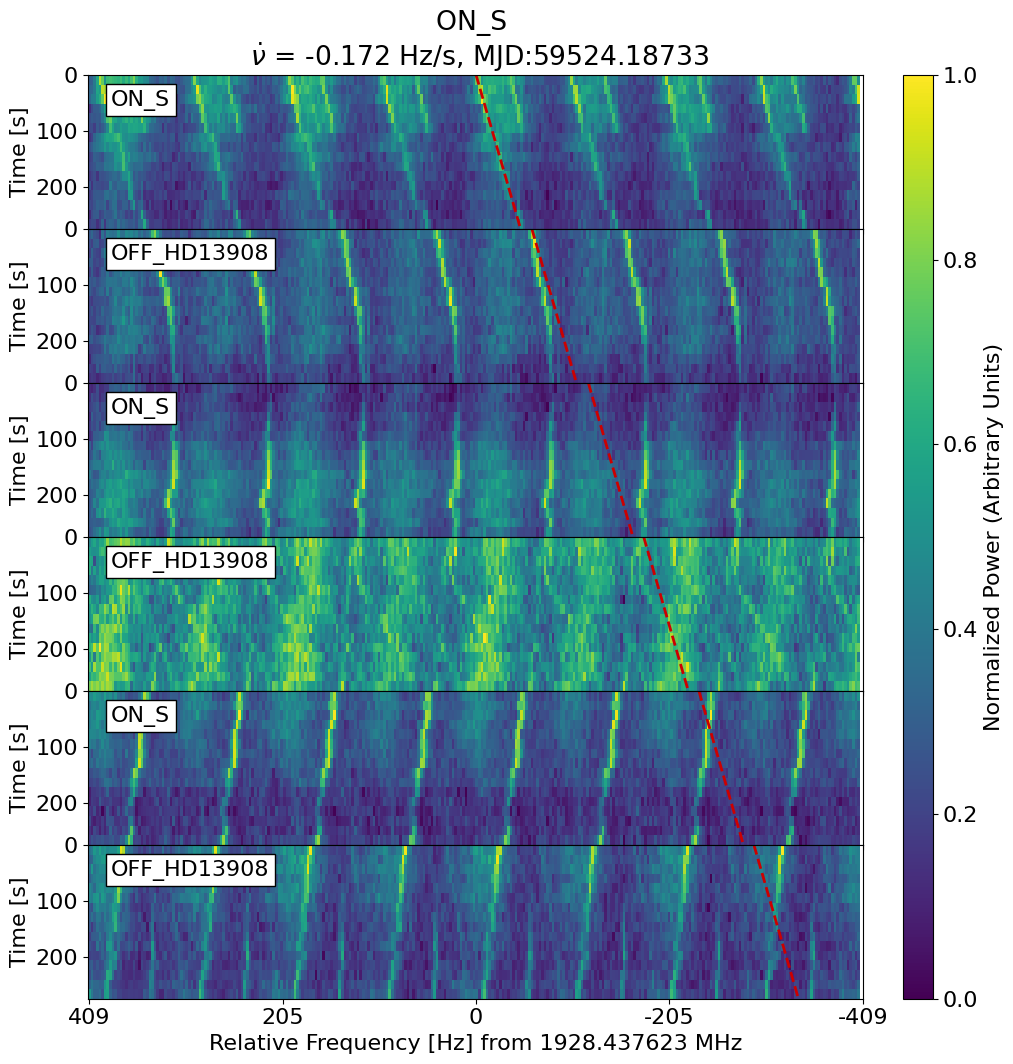 ON_S
ν̇ = -0.172 Hz/s, MJD:59524.18733
ON_S
OFF_HD13908
ON_S
OFF_HD13908
ON_S
OFF_HD13908
0
100
200
0
100
200
0
100
200
0
100
200
0
100
200
0
100
200
Time [s]
Time [s]
Time [s]
Time [s]
Time [s]
Time [s]
409
205
0
-205
-409
Relative Frequency [Hz] from 1928.437623 MHz
1.0
0.8
0.6
0.4
0.2
0.0
Normalized Power (Arbitrary Units)